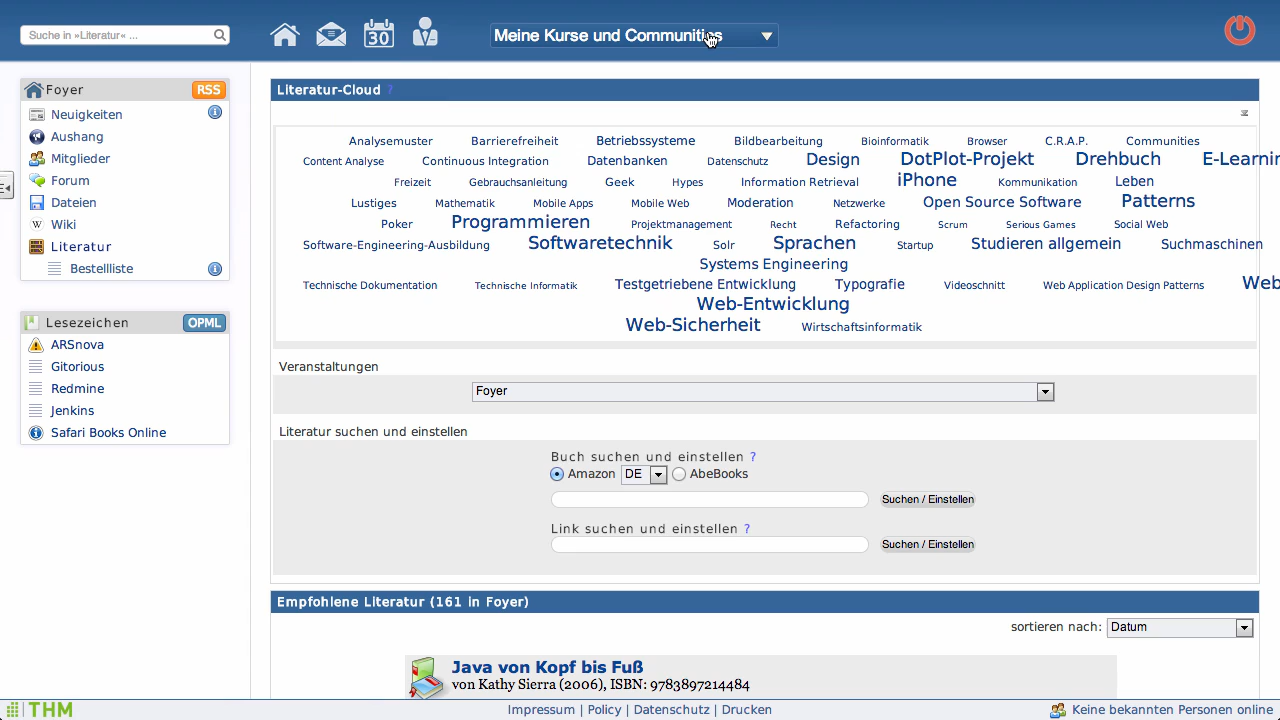 Suche in »Literatur« ...
30
Meine Kurse und Communities
Foyer RSS
Neuigkeiten
Aushang
Mitglieder
Forum
Dateien
Wiki
Literatur
Bestellliste
Lesezeichen OPML
ARSnova
Gitorious
Redmine
Jenkins
Safari Books Online
Literatur-Cloud ?
Analysemuster Barrierefreiheit Betriebssysteme Bildbearbeitung Bioinformatik Browser C.R.A.P. Communities
Content Analyse Continuous Integration Datenbanken Datenschutz Design DotPlot-Projekt Drehbuch E-Learnin
Freizeit Gebrauchsanleitung Geek Hypes Information Retrieval iPhone Kommunikation Leben
Lustiges Mathematik Mobile Apps Mobile Web Moderation Netzwerke Open Source Software Patterns
Poker Programmieren Projektmanagement Recht Refactoring Scrum Serious Games Social Web
Software-Engineering-Ausbildung Softwaretechnik Solr Sprachen Startup Studieren allgemein Suchmaschinen
Systems Engineering
Technische Dokumentation Technische Informatik Testgetriebene Entwicklung Typografie Videoschnitt Web Application Design Patterns Web
Web-Entwicklung
Web-Sicherheit Wirtschaftsinformatik
Veranstaltungen
Foyer
Literatur suchen und einstellen
Buch suchen und einstellen ?
Amazon DE AbeBooks
Suchen / Einstellen
Link suchen und einstellen ?
Suchen / Einstellen
Empfohlene Literatur (161 in Foyer)
sortieren nach: Datum
Java von Kopf bis Fuß
von Kathy Sierra (2006), ISBN: 9783897214484
THM
Impressum | Policy | Datenschutz | Drucken
Keine bekannten Personen online